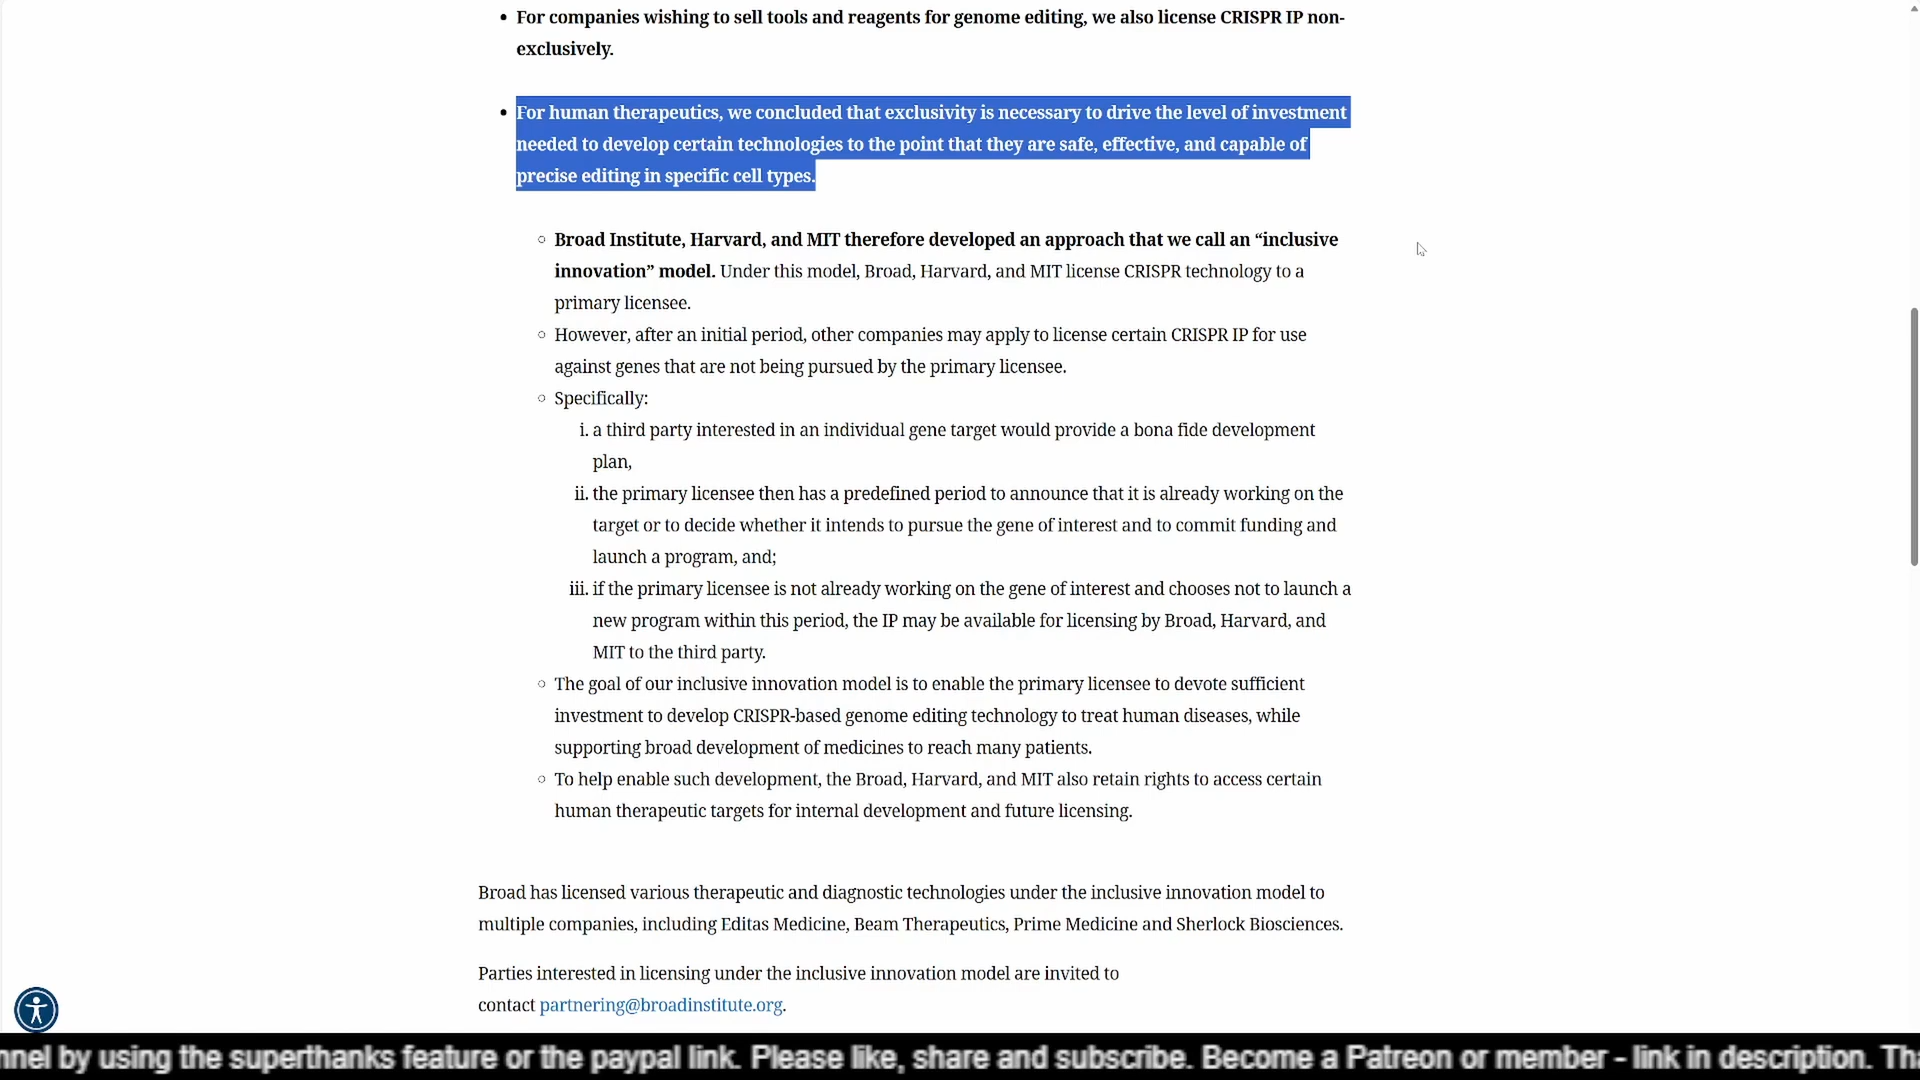 • For companies wishing to sell tools and reagents for genome editing, we also license CRISPR IP non-
exclusively.
• For human therapeutics, we concluded that exclusivity is necessary to drive the level of investment
needed to develop certain technologies to the point that they are safe, effective, and capable of
precise editing in specific cell types.
○ Broad Institute, Harvard, and MIT therefore developed an approach that we call an “inclusive
innovation” model. Under this model, Broad, Harvard, and MIT license CRISPR technology to a
primary licensee.
○ However, after an initial period, other companies may apply to license certain CRISPR IP for use
against genes that are not being pursued by the primary licensee.
○ Specifically:
i. a third party interested in an individual gene target would provide a bona fide development
plan,
ii. the primary licensee then has a predefined period to announce that it is already working on the
target or to decide whether it intends to pursue the gene of interest and to commit funding and
launch a program, and;
iii. if the primary licensee is not already working on the gene of interest and chooses not to launch a
new program within this period, the IP may be available for licensing by Broad, Harvard, and
MIT to the third party.
○ The goal of our inclusive innovation model is to enable the primary licensee to devote sufficient
investment to develop CRISPR-based genome editing technology to treat human diseases, while
supporting broad development of medicines to reach many patients.
○ To help enable such development, the Broad, Harvard, and MIT also retain rights to access certain
human therapeutic targets for internal development and future licensing.
Broad has licensed various therapeutic and diagnostic technologies under the inclusive innovation model to
multiple companies, including Editas Medicine, Beam Therapeutics, Prime Medicine and Sherlock Biosciences.
Parties interested in licensing under the inclusive innovation model are invited to
contact partnering@broadinstitute.org.
by using the superthanks feature or the paypal link. Please like, share and subscribe. Become a Patreon or member - link in description.